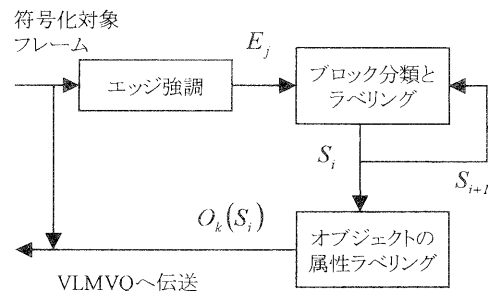 符号化対象
フレーム
エッジ強調
E_j
ブロック分類と
ラベリング
S_i
S_{i+1}
O_k(S_i)
オブジェクトの
属性ラベリング
VLMVQへ伝送